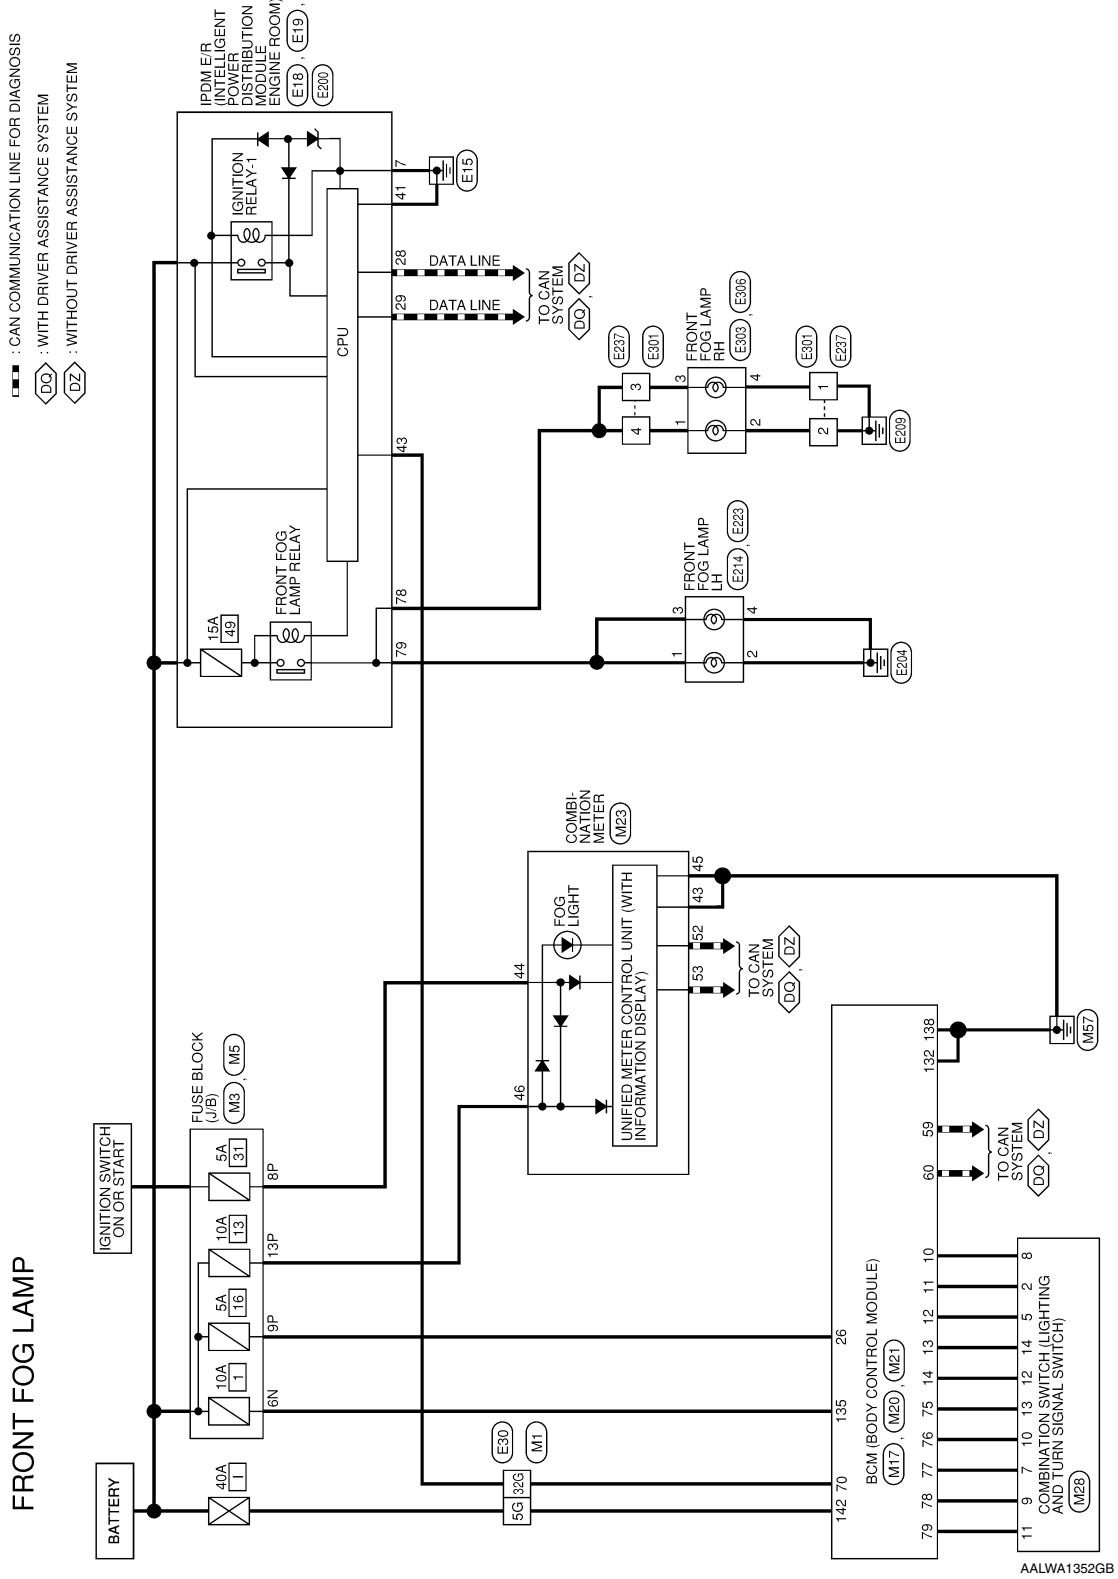 FRONT FOG LAMP
: CAN COMMUNICATION LINE FOR DIAGNOSIS
DQ : WITH DRIVER ASSISTANCE SYSTEM
DZ : WITHOUT DRIVER ASSISTANCE SYSTEM
BATTERY
IGNITION SWITCH
ON OR START
40A
I
10A
1
5A
16
10A
13
5A
31
FUSE BLOCK
(J/B)
M3 , M5
6N
9P
13P
8P
15A
49
FRONT FOG
LAMP RELAY
IGNITION
RELAY-1
CPU
IPDM E/R
(INTELLIGENT
POWER
DISTRIBUTION
MODULE
ENGINE ROOM)
E18 , E19 ,
E200
79
78
43
29
28
41
7
DATA LINE
DATA LINE
TO CAN
SYSTEM
DQ , DZ
E15
46
44
FOG
LIGHT
UNIFIED METER CONTROL UNIT (WITH
INFORMATION DISPLAY)
COMBI-
NATION
METER
M23
53
52
43
45
TO CAN
SYSTEM
DQ , DZ
1
3
2
4
FRONT
FOG LAMP
LH
E214 , E223
E204
4
3
E237
E301
1
3
2
4
FRONT
FOG LAMP
RH
E303 , E306
2
1
E301
E237
E209
5G
32G
E30
M1
142
70
135
26
BCM (BODY CONTROL MODULE)
M17 , M20 , M21
79
78
77
76
75
14
13
12
11
10
60
59
132
138
TO CAN
SYSTEM
DQ , DZ
M57
11
9
7
10
13
12
14
5
2
8
COMBINATION SWITCH (LIGHTING
AND TURN SIGNAL SWITCH)
M28
AALWA1352GB